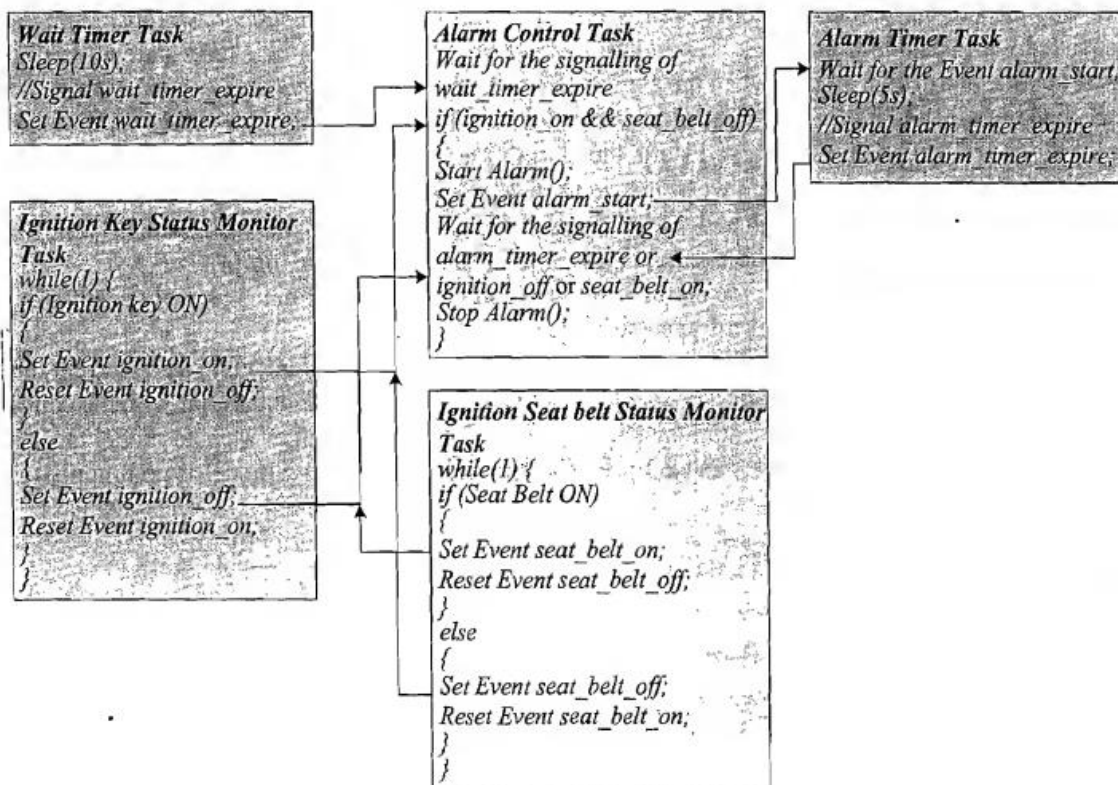 Wait Timer Task
Sleep(10s);
//Signal wait_timer_expire
Set Event wait_timer_expire;
Ignition Key Status Monitor
Task
while(1) {
if (Ignition key ON)
{
Set Event ignition_on;
Reset Event ignition_off;
}
else
{
Set Event ignition_off;
Reset Event ignition_on;
}
}
Alarm Control Task
Wait for the signalling of
wait_timer_expire
if (ignition_on && seat_belt_off)
{
Start Alarm();
Set Event alarm_start;
Wait for the signalling of
alarm_timer_expire or
ignition_off or seat_belt_on;
Stop Alarm();
}
Ignition Seat belt Status Monitor
Task
while(1) {
if (Seat Belt ON)
{
Set Event seat_belt_on;
Reset Event seat_belt_off;
}
else
{
Set Event seat_belt_off;
Reset Event seat_belt_on;
}
}
Alarm Timer Task
Wait for the Event alarm_start
Sleep(5s);
//Signal alarm_timer_expire
Set Event alarm_timer_expire;